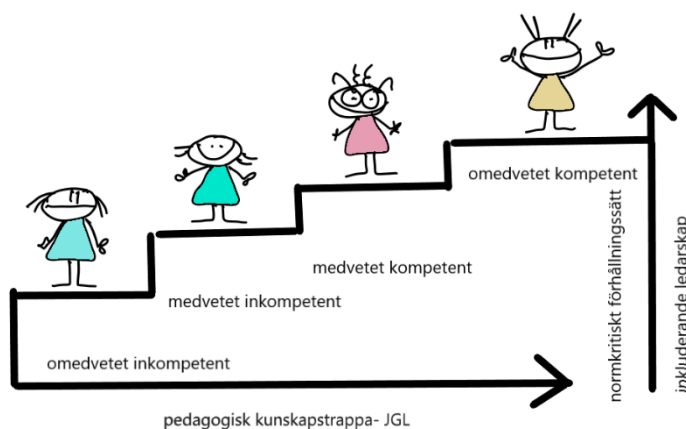 omedvetet kompetent
medvetet kompetent
medvetet inkompetent
omedvetet inkompetent
pedagogisk kunskapstrappa- JGL
normkritiskt förhållningssätt
inkluderande ledarskap